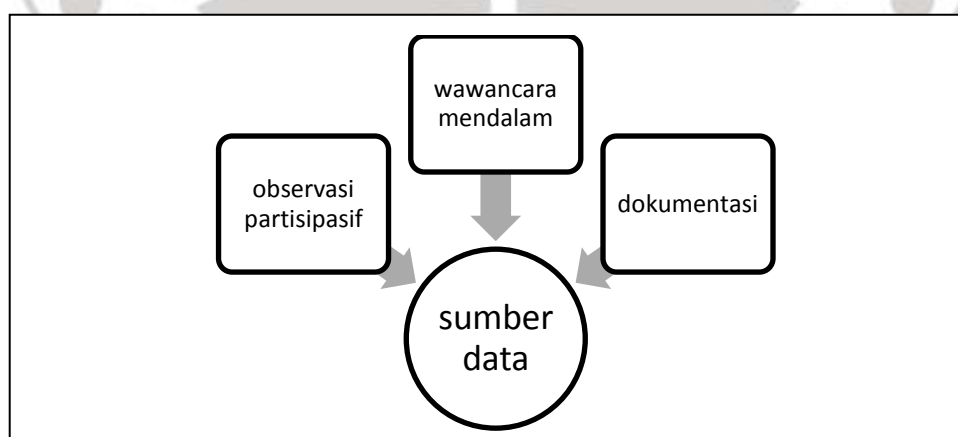 wawancara
mendalam
observasi
partisipasif
dokumentasi
sumber
data